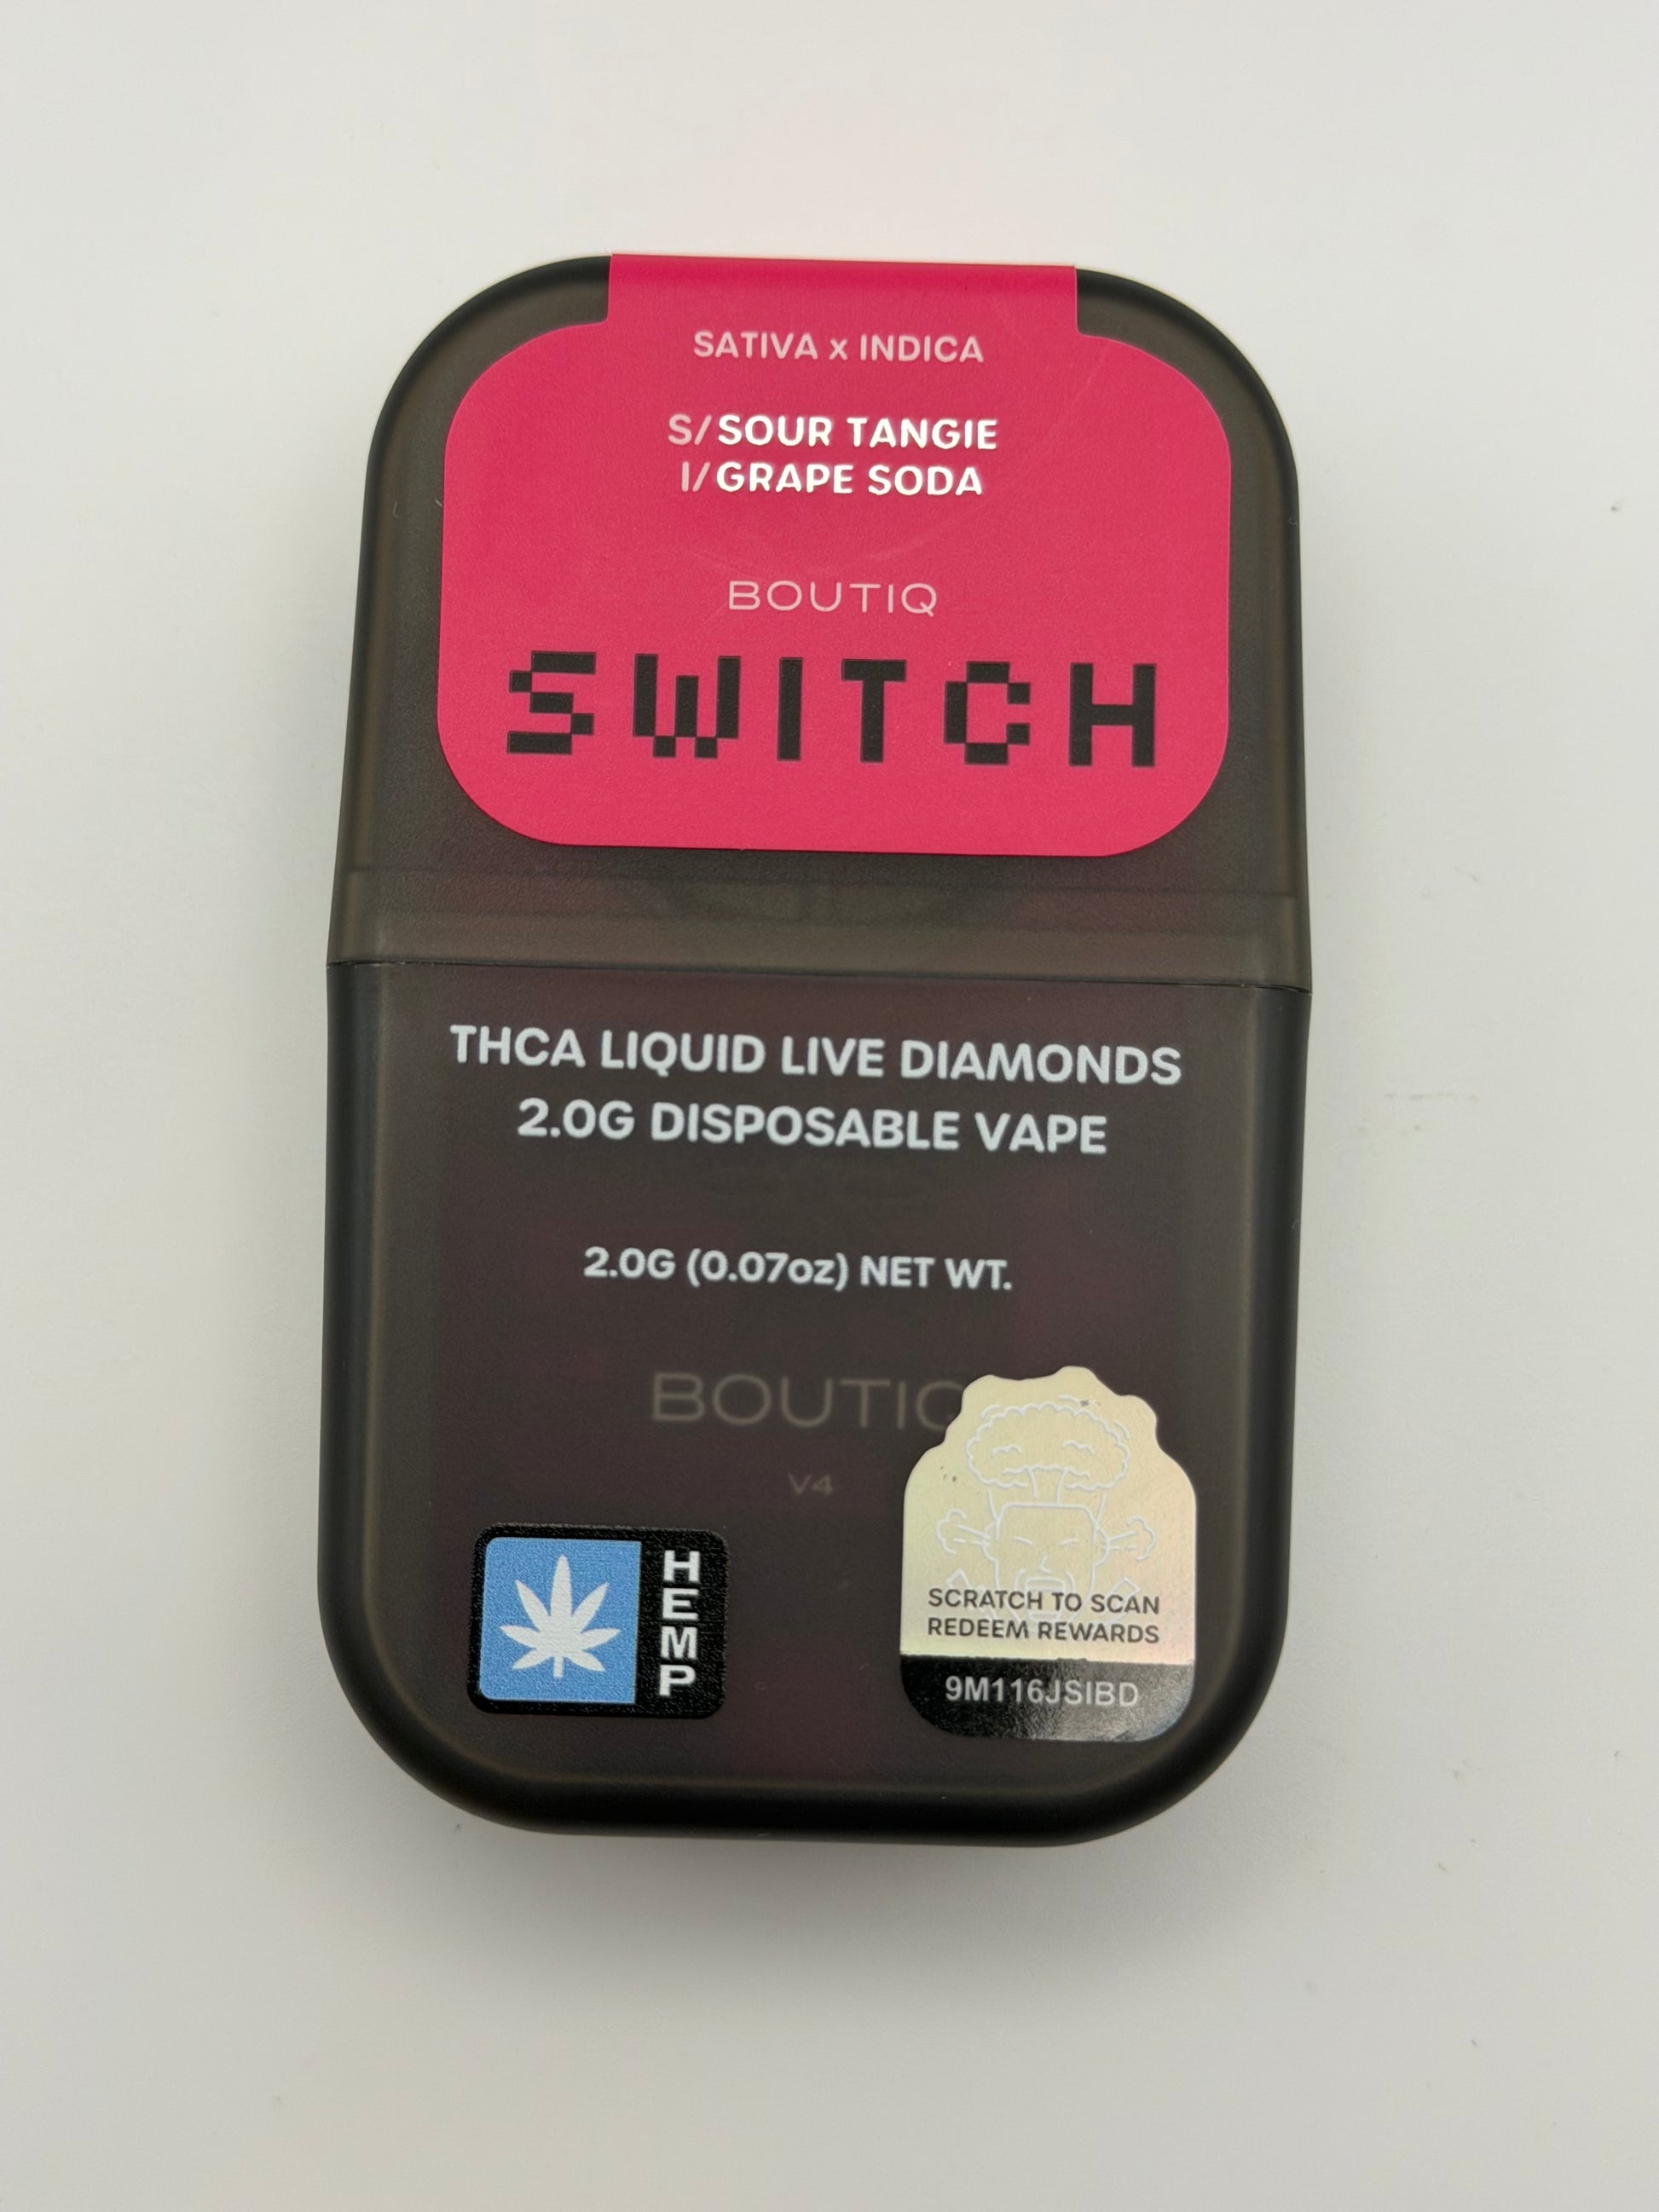 SATIVA x INDICA
S/SOUR TANGIE
I/GRAPE SODA
BOUTIQ
SWITCH
THCA LIQUID LIVE DIAMONDS
2.0G DISPOSABLE VAPE
2.0G (0.07oz) NET WT.
BOUTIQ
V4
HEMP
SCRATCH TO SCAN
REDEEM REWARDS
9M116JSIBD